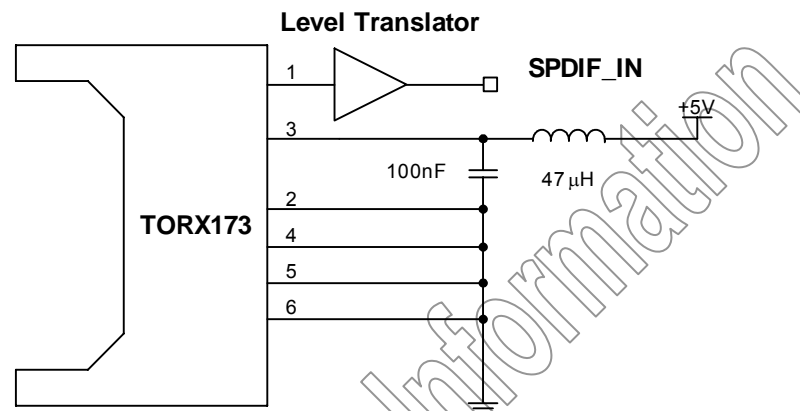 Level Translator
1
SPDIF_IN
+5V
3
100nF
47 μH
2
TORX173
4
5
6
Information